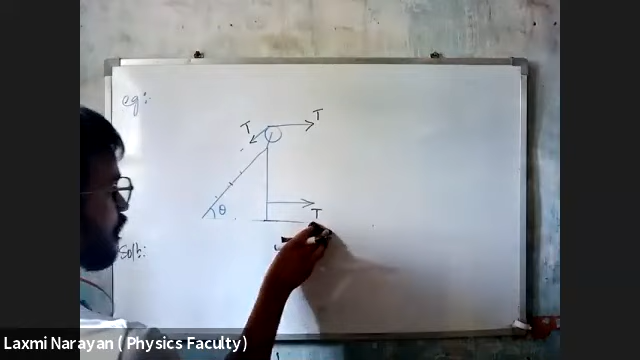 eg:-
T
T
θ
T
Solⁿ:
Laxmi Narayan ( Physics Faculty)